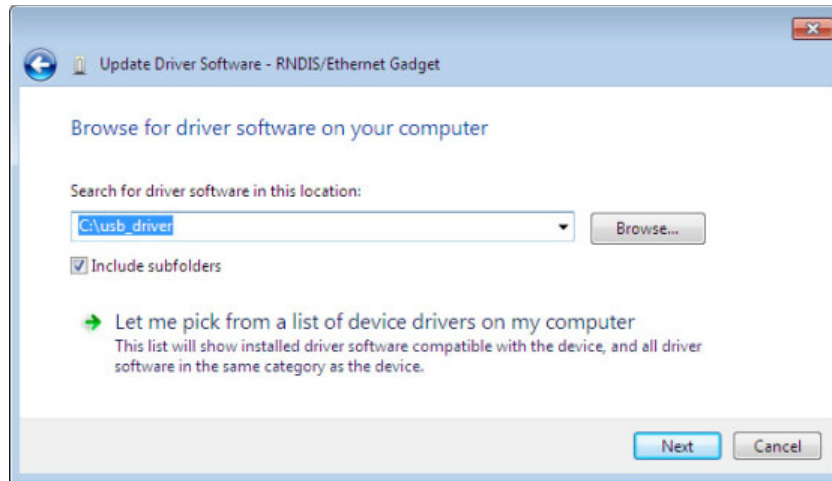 Update Driver Software - RNDIS/Ethernet Gadget
Browse for driver software on your computer
Search for driver software in this location:
C:\usb_driver
Browse...
Include subfolders
Let me pick from a list of device drivers on my computer
This list will show installed driver software compatible with the device, and all driver
software in the same category as the device.
Next
Cancel